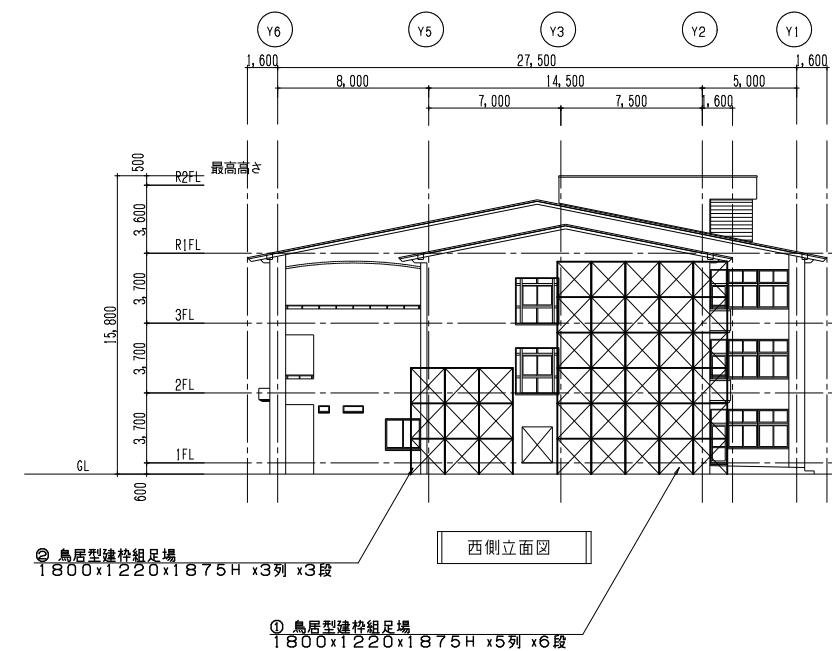 Y6 Y5 Y3 Y2 Y1
1,600 27,500 1,600
8,000 14,500 5,000
7,000 7,500 1,600
500 最高高さ
R2FL
3,600
R1FL
3,700
15,800
3FL
3,700
2FL
3,700
1FL
GL
600
西側立面図
② 鳥居型建枠組足場
1800x1220x1875H x3列 x3段
① 鳥居型建枠組足場
1800x1220x1875H x5列 x6段